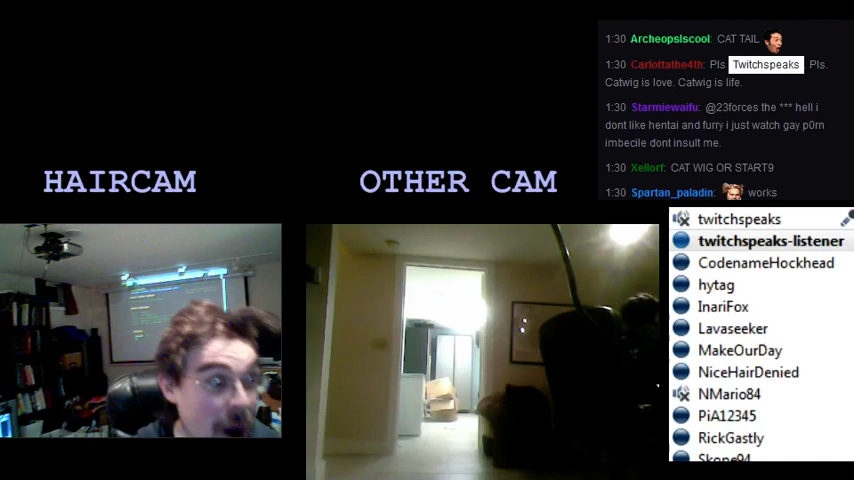 1:30 Archeopslscool: CAT TAIL
1:30 Carlottathe4th: Pls Twitchspeaks. Pls.
Catwig is love. Catwig is life.
1:30 Starmiewaifu: @23forces the *** hell i
dont like hentai and furry i just watch gay p0rn
imbecile dont insult me.
1:30 Xellorf: CAT WIG OR START9
1:30 Spartan_paladin: works
HAIRCAM
OTHER CAM
twitchspeaks
twitchspeaks-listener
CodenameHockhead
hytag
InariFox
Lavaseeker
MakeOurDay
NiceHairDenied
NMario84
PiA12345
RickGastly
Skone94